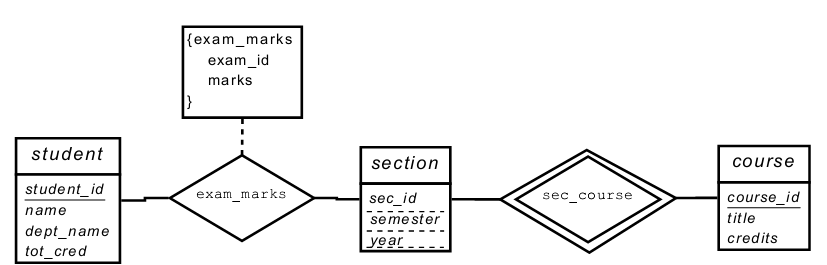 {exam_marks
exam_id
marks
}
student
student_id
name
dept_name
tot_cred
exam_marks
section
sec_id
semester
year
sec_course
course
course_id
title
credits